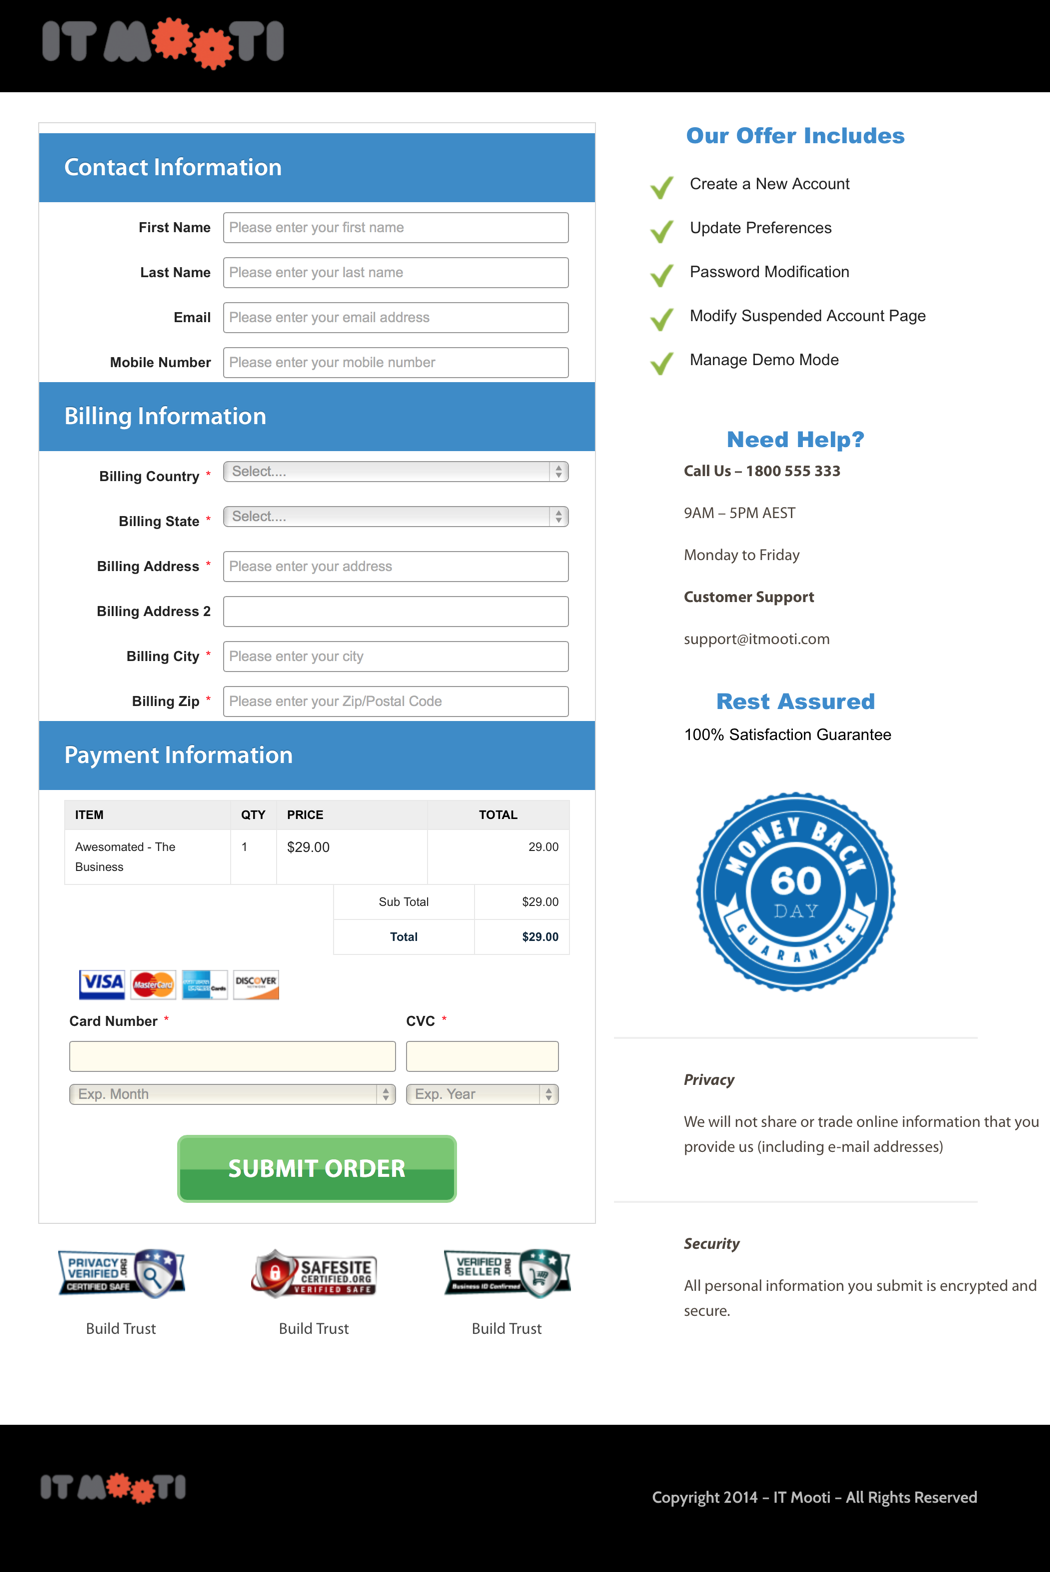 IT MOOTI
Contact Information
First Name Please enter your first name
Last Name Please enter your last name
Email Please enter your email address
Mobile Number Please enter your mobile number
Billing Information
Billing Country * Select....
Billing State * Select....
Billing Address * Please enter your address
Billing Address 2
Billing City * Please enter your city
Billing Zip * Please enter your Zip/Postal Code
Payment Information
ITEM QTY PRICE TOTAL
Awesomated - The 1 $29.00 29.00
Business
Sub Total $29.00
Total $29.00
VISA MasterCard Cards DISCOVER
Card Number * CVC *
Exp. Month Exp. Year
SUBMIT ORDER
PRIVACY
VERIFIED .ORG
CERTIFIED SAFE
SAFESITE
CERTIFIED.ORG
VERIFIED SAFE
VERIFIED
SELLER .ORG
Business ID Confirmed
Build Trust Build Trust Build Trust
Our Offer Includes
Create a New Account
Update Preferences
Password Modification
Modify Suspended Account Page
Manage Demo Mode
Need Help?
Call Us – 1800 555 333
9AM – 5PM AEST
Monday to Friday
Customer Support
support@itmooti.com
Rest Assured
100% Satisfaction Guarantee
MONEY BACK
60
DAY
GUARANTEE
Privacy
We will not share or trade online information that you
provide us (including e-mail addresses)
Security
All personal information you submit is encrypted and
secure.
IT MOOTI
Copyright 2014 – IT Mooti – All Rights Reserved